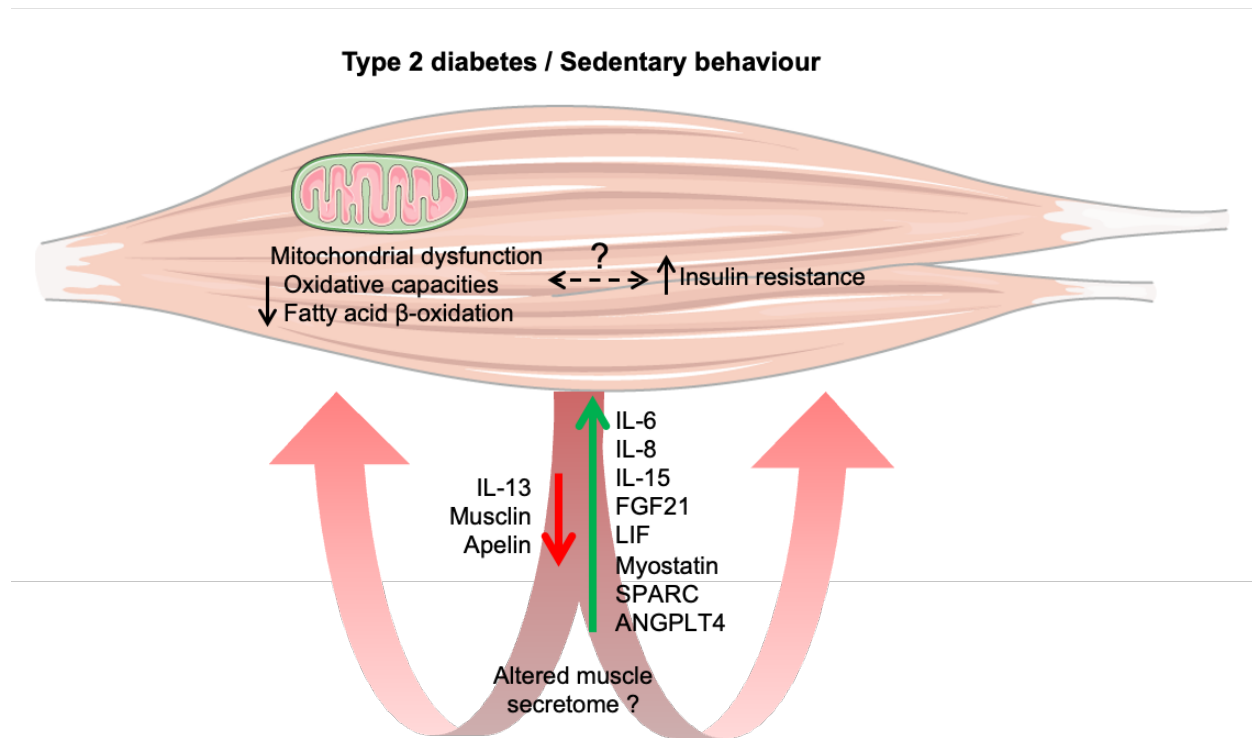 Type 2 diabetes / Sedentary behaviour
Mitochondrial dysfunction
Oxidative capacities
Fatty acid β-oxidation
?
Insulin resistance
IL-13
Musclin
Apelin
IL-6
IL-8
IL-15
FGF21
LIF
Myostatin
SPARC
ANGPLT4
Altered muscle
secretome ?